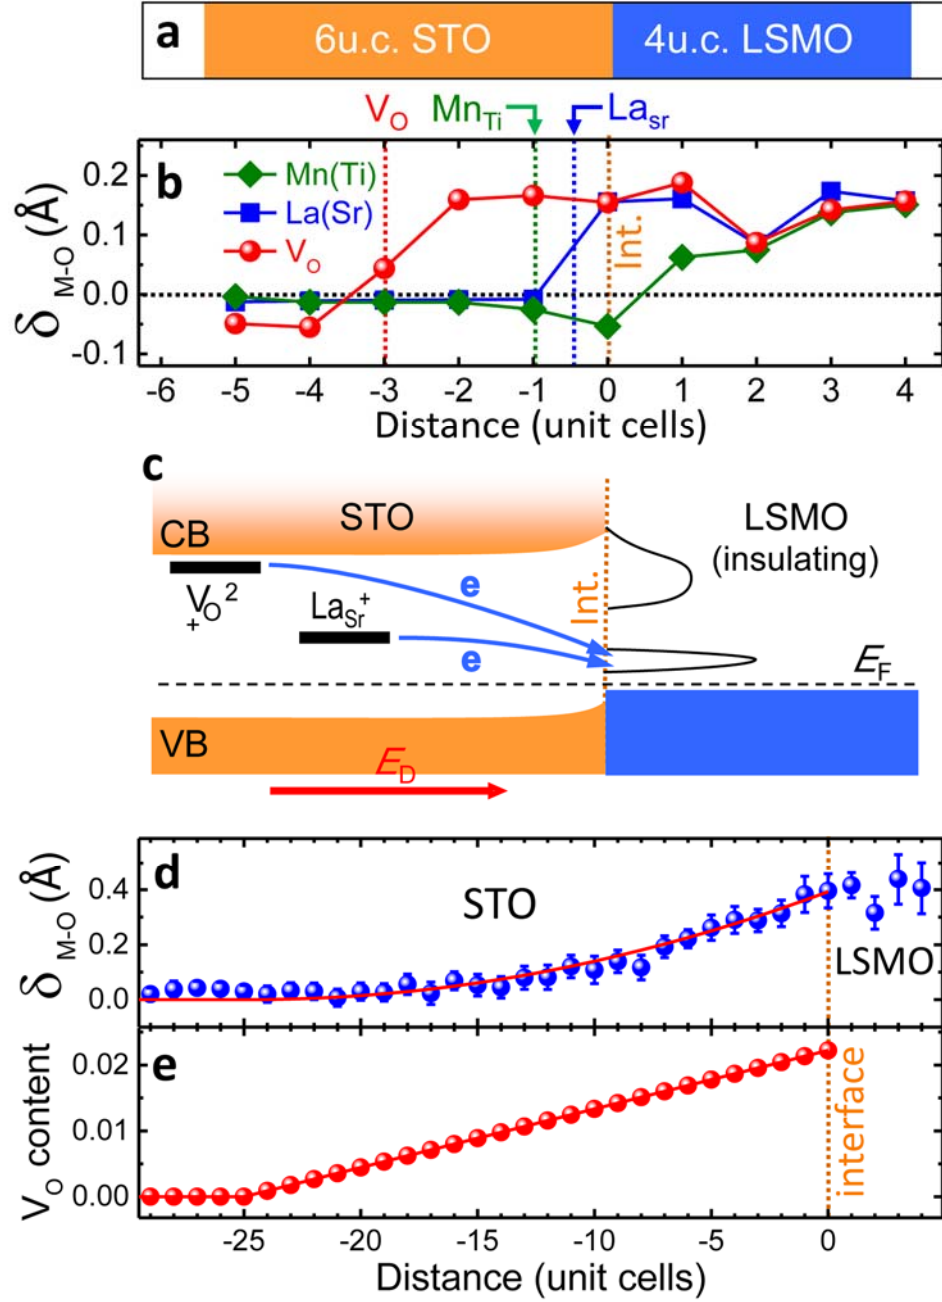 a
6u.c. STO
4u.c. LSMO
V_O
Mn_Ti
La_sr
b
Mn(Ti)
La(Sr)
V_O
Int.
δ_M-O (Å)
0.2
0.1
0.0
-0.1
-6 -5 -4 -3 -2 -1 0 1 2 3 4
Distance (unit cells)
c
STO
LSMO
(insulating)
CB
V_O^2
+
La_Sr^+
e
e
Int.
E_F
VB
E_D
d
STO
LSMO
δ_M-O (Å)
0.4
0.2
0.0
e
V_O content
0.02
0.01
0.00
interface
-25 -20 -15 -10 -5 0
Distance (unit cells)